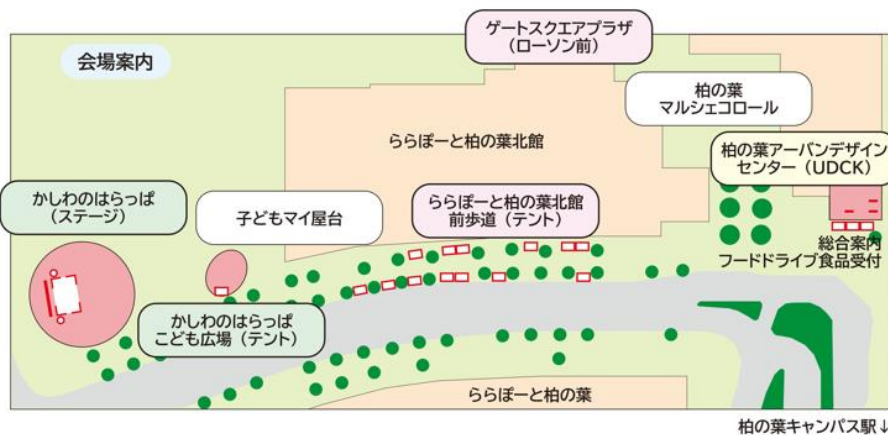 会場案内
ゲートスクエアプラザ
（ローソン前）
柏の葉
マルシェコロール
ららぽーと柏の葉北館
柏の葉アーバンデザイン
センター（UDCK）
かしわのはらっぱ
（ステージ）
子どもマイ屋台
ららぽーと柏の葉北館
前歩道（テント）
総合案内
フードドライブ食品受付
かしわのはらっぱ
こども広場（テント）
ららぽーと柏の葉
柏の葉キャンパス駅↓